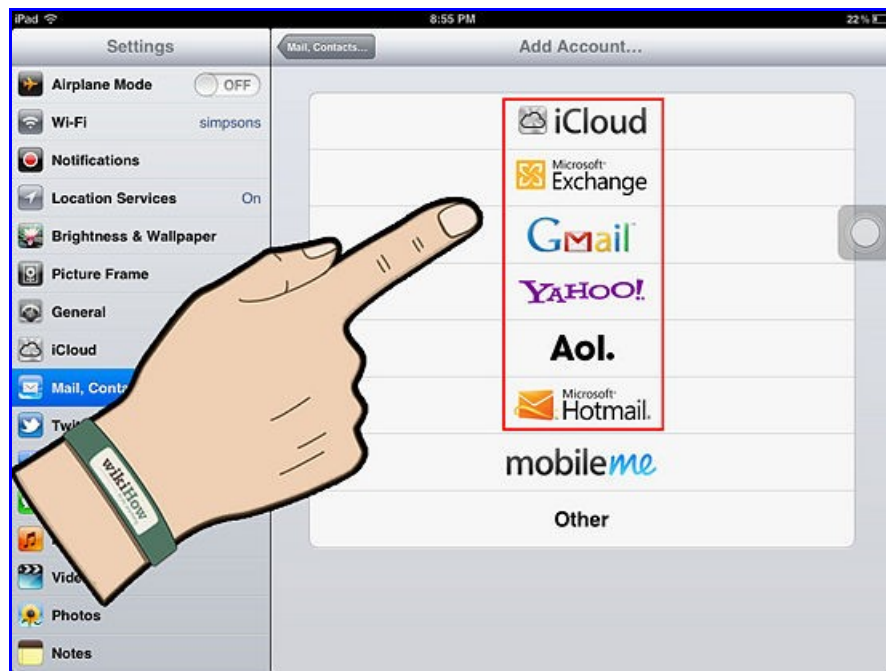 iPad
8:55 PM
22%
Settings
Mail, Contacts...
Add Account...
Airplane Mode
OFF
Wi-Fi
simpsons
Notifications
Location Services
On
Brightness & Wallpaper
Picture Frame
General
iCloud
Mail,
Photos
Notes
iCloud
Microsoft
Exchange
Gmail
YAHOO!
Aol.
Microsoft
Hotmail
mobileme
Other
wikiHow